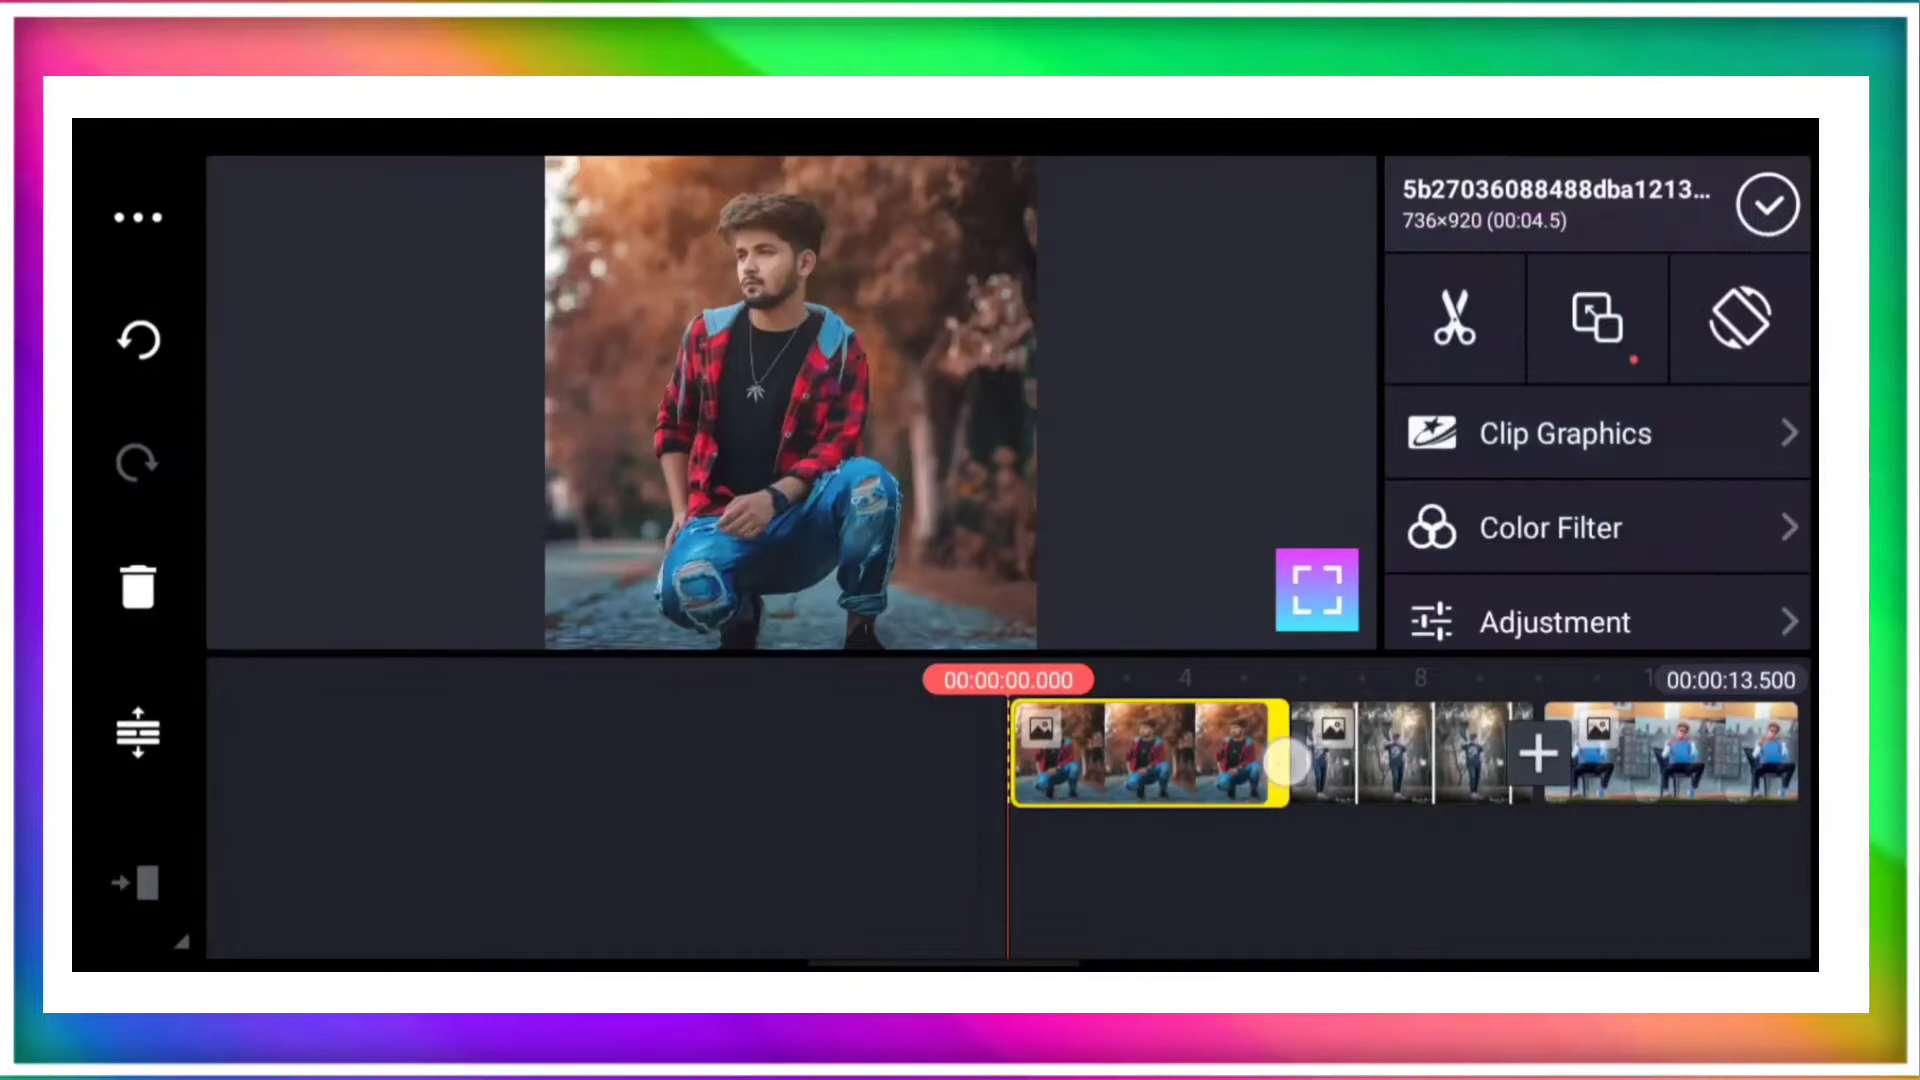 5b27036088488dba1213...
736×920 (00:04.5)
Clip Graphics
Color Filter
Adjustment
00:00:00.000
4
8
1
00:00:13.500